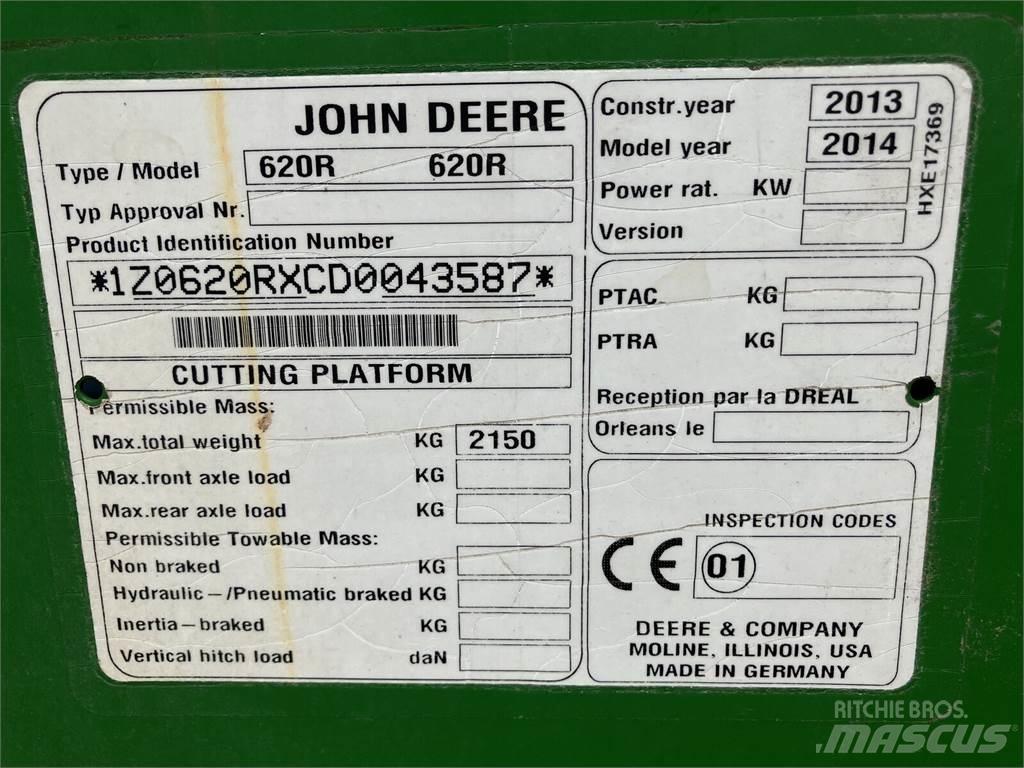 JOHN DEERE
Type / Model 620R 620R
Typ Approval Nr.
Product Identification Number
*1Z0620RXCD0043587*
CUTTING PLATFORM
Permissible Mass:
Max.total weight KG 2150
Max.front axle load KG
Max.rear axle load KG
Permissible Towable Mass:
Non braked KG
Hydraulic-/Pneumatic braked KG
Inertia-braked KG
Vertical hitch load daN
Constr.year 2013
Model year 2014
Power rat. KW
Version
HXE17369
PTAC KG
PTRA KG
Reception par la DREAL
Orleans le
INSPECTION CODES
CE 01
DEERE & COMPANY
MOLINE, ILLINOIS, USA
MADE IN GERMANY
RITCHIE BROS.
MASCUS